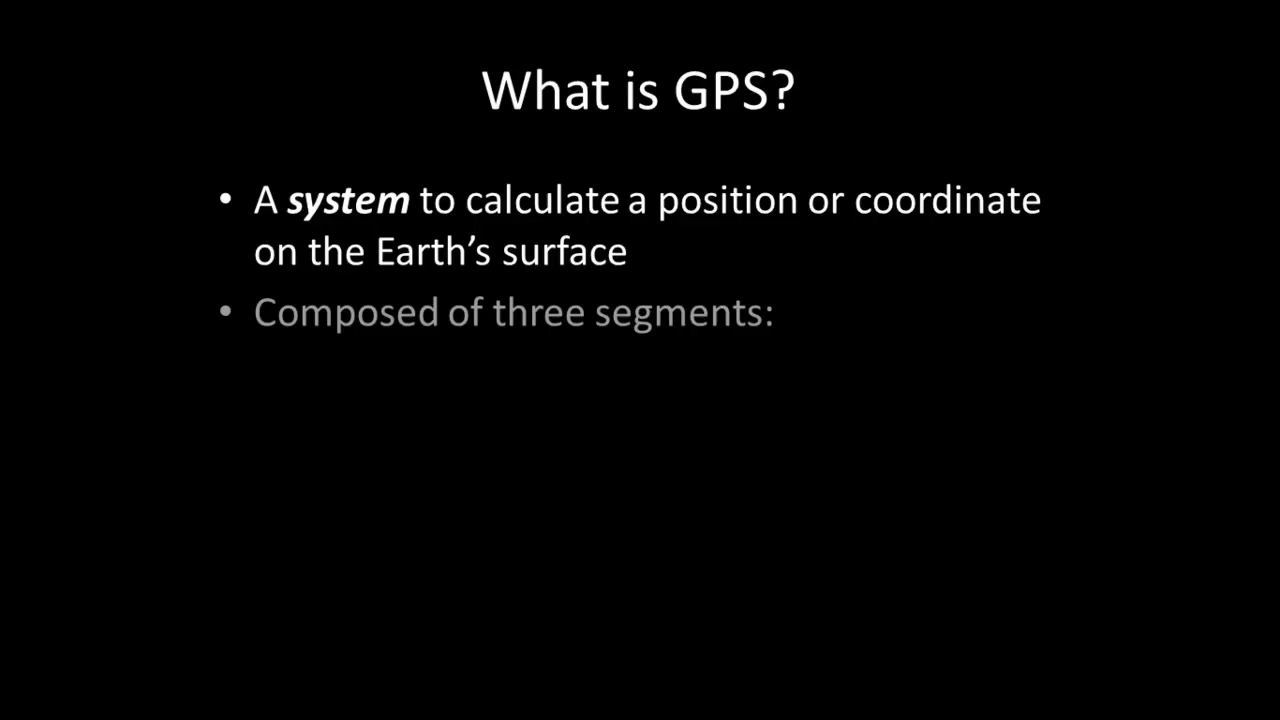 What is GPS?
• A system to calculate a position or coordinate
on the Earth’s surface
• Composed of three segments: